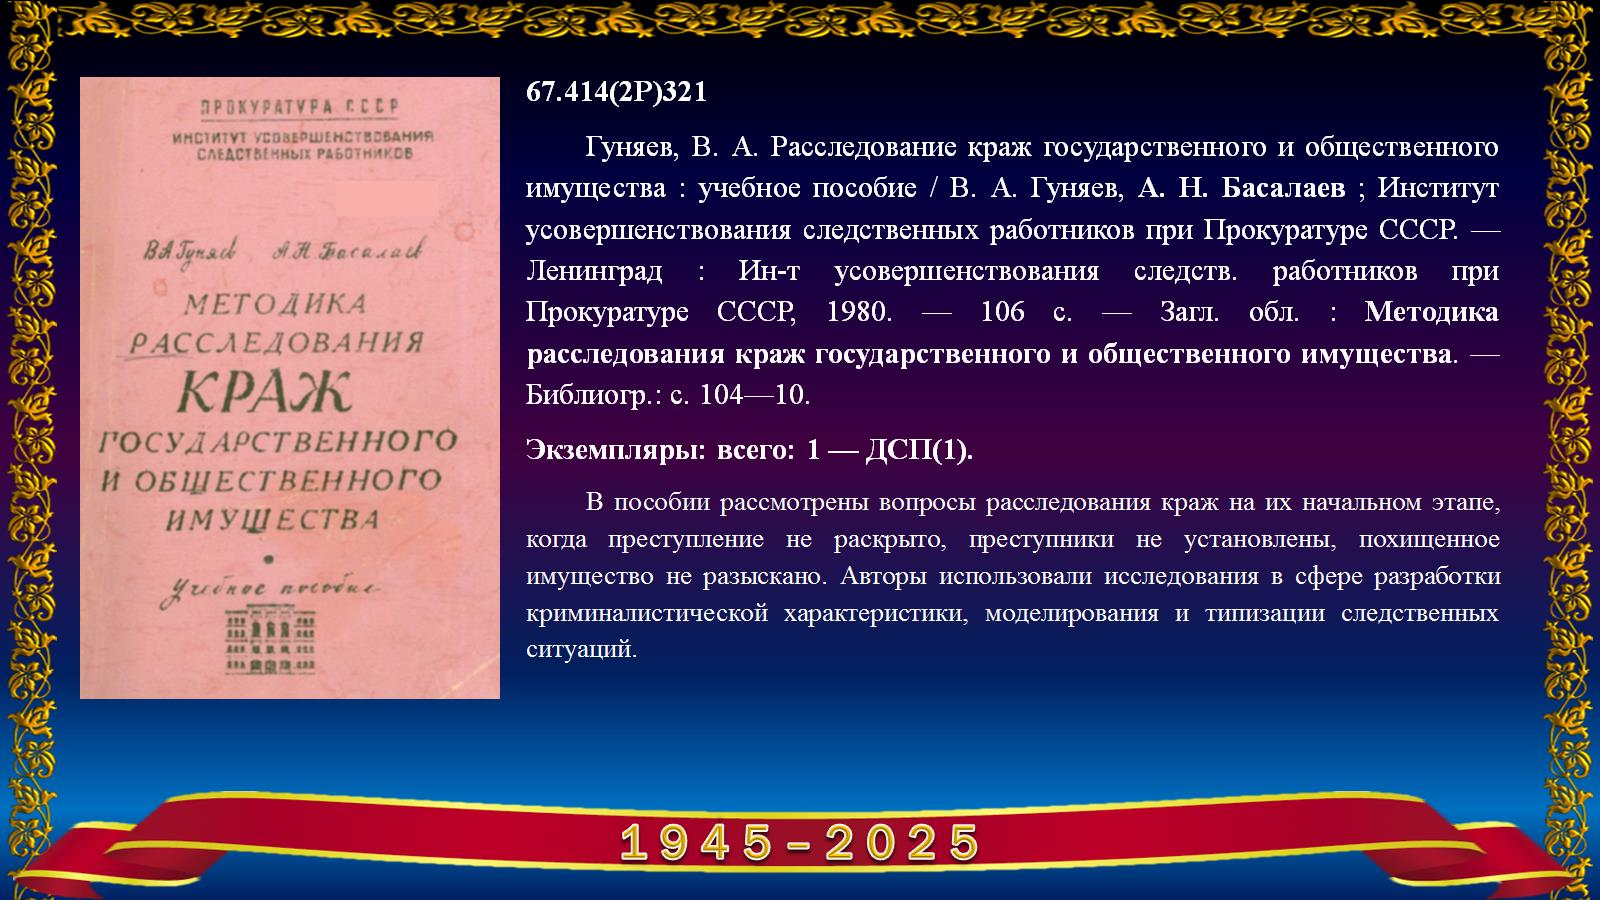 ПРОКУРАТУРА СССР
ИНСТИТУТ УСОВЕРШЕНСТВОВАНИЯ
СЛЕДСТВЕННЫХ РАБОТНИКОВ
В.А.Гуняев А.Н.Басалаев
МЕТОДИКА
РАССЛЕДОВАНИЯ
КРАЖ
ГОСУДАРСТВЕННОГО
И ОБЩЕСТВЕННОГО
ИМУЩЕСТВА
Учебное пособие
67.414(2Р)321
Гуняев, В. А. Расследование краж государственного и общественного
имущества : учебное пособие / В. А. Гуняев, А. Н. Басалаев ; Институт
усовершенствования следственных работников при Прокуратуре СССР. —
Ленинград : Ин-т усовершенствования следств. работников при
Прокуратуре СССР, 1980. — 106 с. — Загл. обл. : Методика
расследования краж государственного и общественного имущества. —
Библиогр.: с. 104—10.
Экземпляры: всего: 1 — ДСП(1).
В пособии рассмотрены вопросы расследования краж на их начальном этапе,
когда преступление не раскрыто, преступники не установлены, похищенное
имущество не разыскано. Авторы использовали исследования в сфере разработки
криминалистической характеристики, моделирования и типизации следственных
ситуаций.
1945–2025